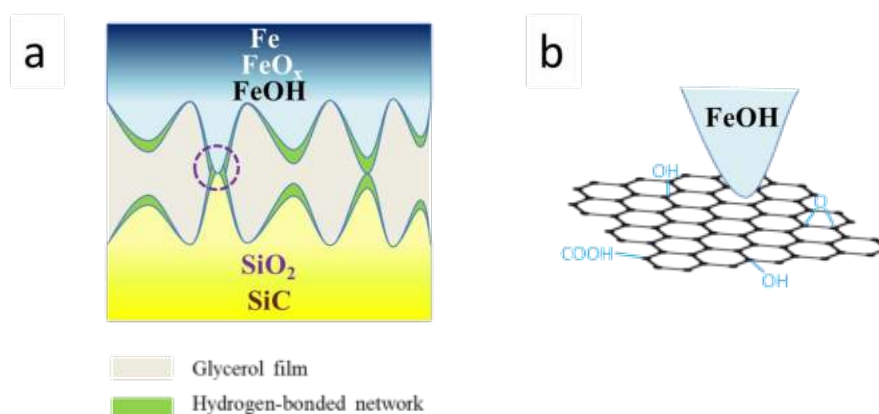 a
Fe
FeOₓ
FeOH
SiO₂
SiC
Glycerol film
Hydrogen-bonded network
b
FeOH
OH
O
COOH
OH